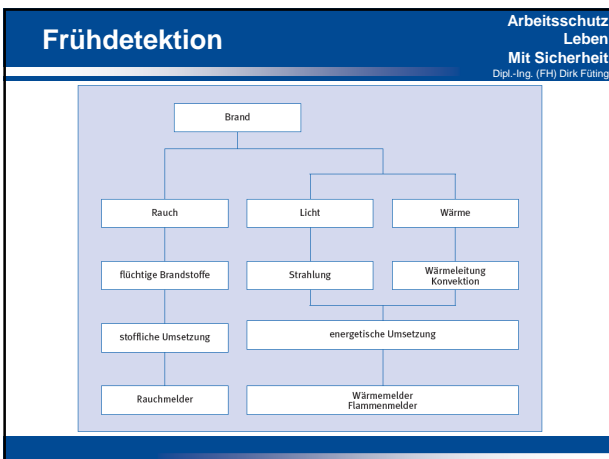 Frühdetektion
Arbeitsschutz
Leben
Mit Sicherheit
Dipl.-Ing. (FH) Dirk Füting
Brand
Rauch
Licht
Wärme
flüchtige Brandstoffe
Strahlung
Wärmeleitung
Konvektion
stoffliche Umsetzung
energetische Umsetzung
Rauchmelder
Wärmemelder
Flammenmelder